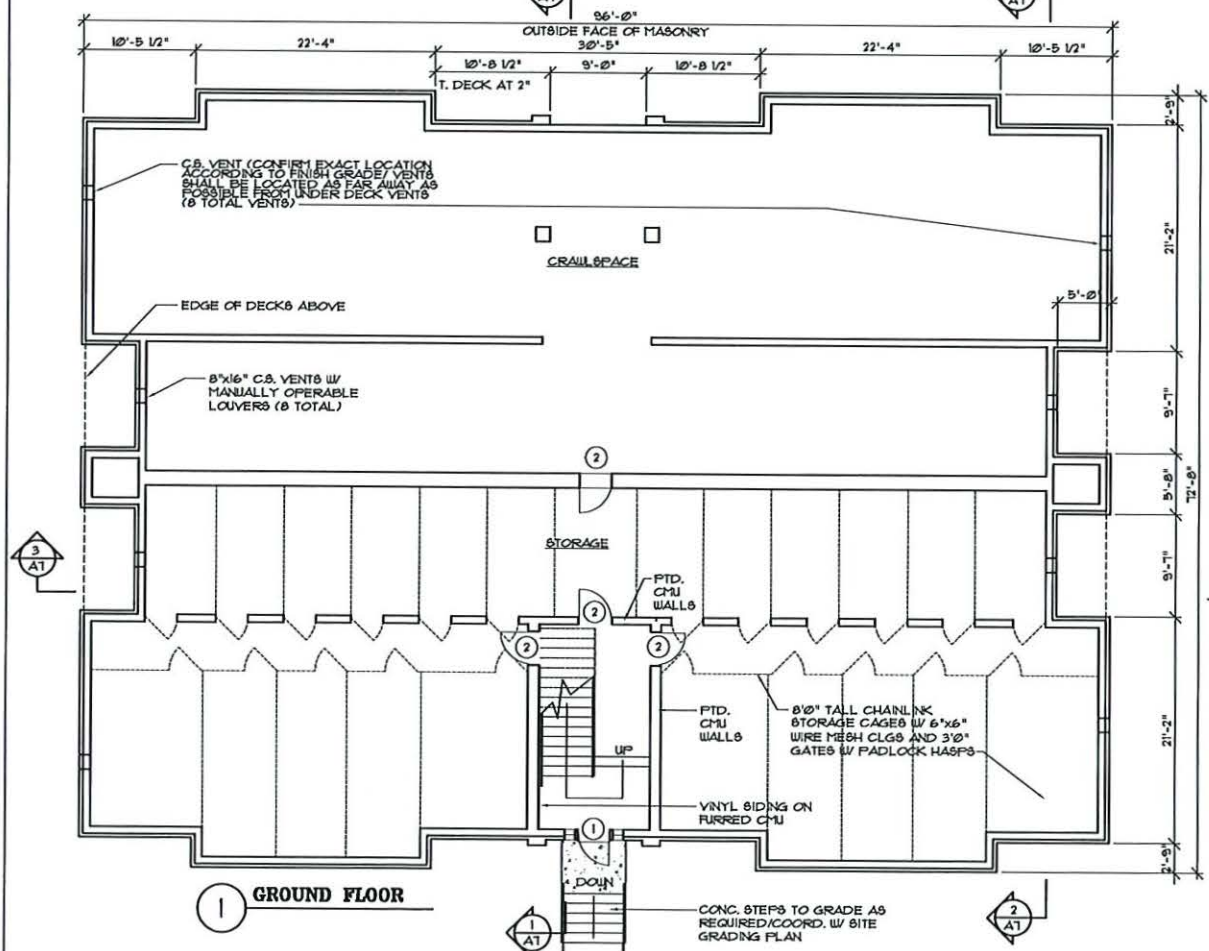 A7
A7
96'-0"
OUTSIDE FACE OF MASONRY
10'-5 1/2"
22'-4"
30'-5"
22'-4"
10'-5 1/2"
10'-8 1/2"
9'-0"
10'-8 1/2"
T. DECK AT 2"
2'-9"
C.S. VENT (CONFIRM EXACT LOCATION
ACCORDING TO FINISH GRADE/ VENTS
SHALL BE LOCATED AS FAR AWAY AS
POSSIBLE FROM UNDER DECK VENTS
(8 TOTAL VENTS)
21'-2"
CRAWLSPACE
5'-0"
EDGE OF DECKS ABOVE
8"x16" C.S. VENTS W/
MANUALLY OPERABLE
LOUVERS (8 TOTAL)
9'-7"
2
5'-8"
72'-8"
STORAGE
3
A7
9'-7"
PTD.
CMU
WALLS
2
2
2
PTD.
CMU
WALLS
8'0" TALL CHAINLINK
STORAGE CAGES W/ 6"x6"
WIRE MESH CLGS AND 3'0"
GATES W/ PADLOCK HASPS
21'-2"
UP
VINYL SIDING ON
FURRED CMU
1
2'-9"
DOWN
1 GROUND FLOOR
CONC. STEPS TO GRADE AS
REQUIRED/COORD. W/ SITE
GRADING PLAN
1
A7
2
A7